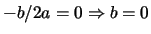 −b/2a = 0 ⇒ b = 0